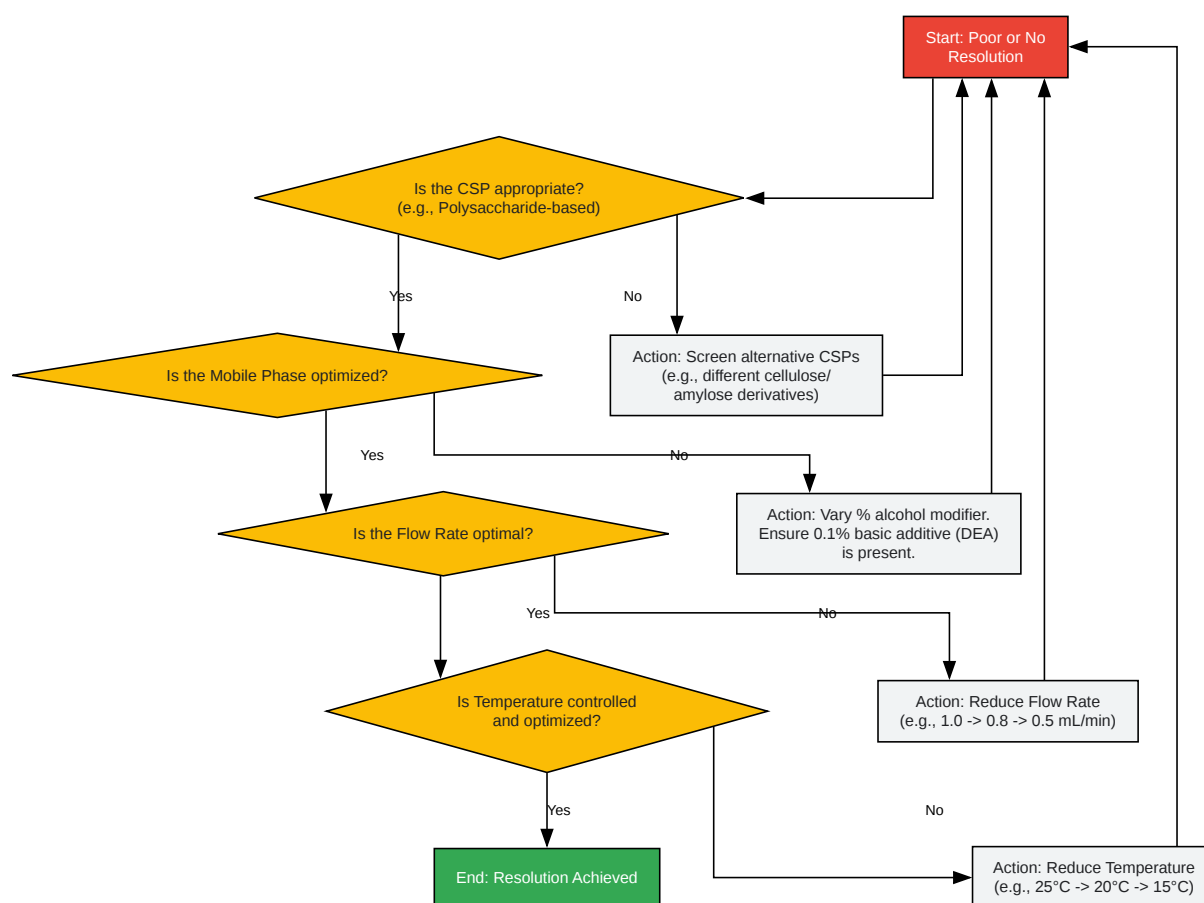 Start: Poor or No
Resolution
Is the CSP appropriate?
(e.g., Polysaccharide-based)
Yes
No
Action: Screen alternative CSPs
(e.g., different cellulose/
amylose derivatives)
Is the Mobile Phase optimized?
Yes
No
Action: Vary % alcohol modifier.
Ensure 0.1% basic additive (DEA)
is present.
Is the Flow Rate optimal?
Yes
No
Action: Reduce Flow Rate
(e.g., 1.0 -> 0.8 -> 0.5 mL/min)
Is Temperature controlled
and optimized?
Yes
No
End: Resolution Achieved
Action: Reduce Temperature
(e.g., 25°C -> 20°C -> 15°C)